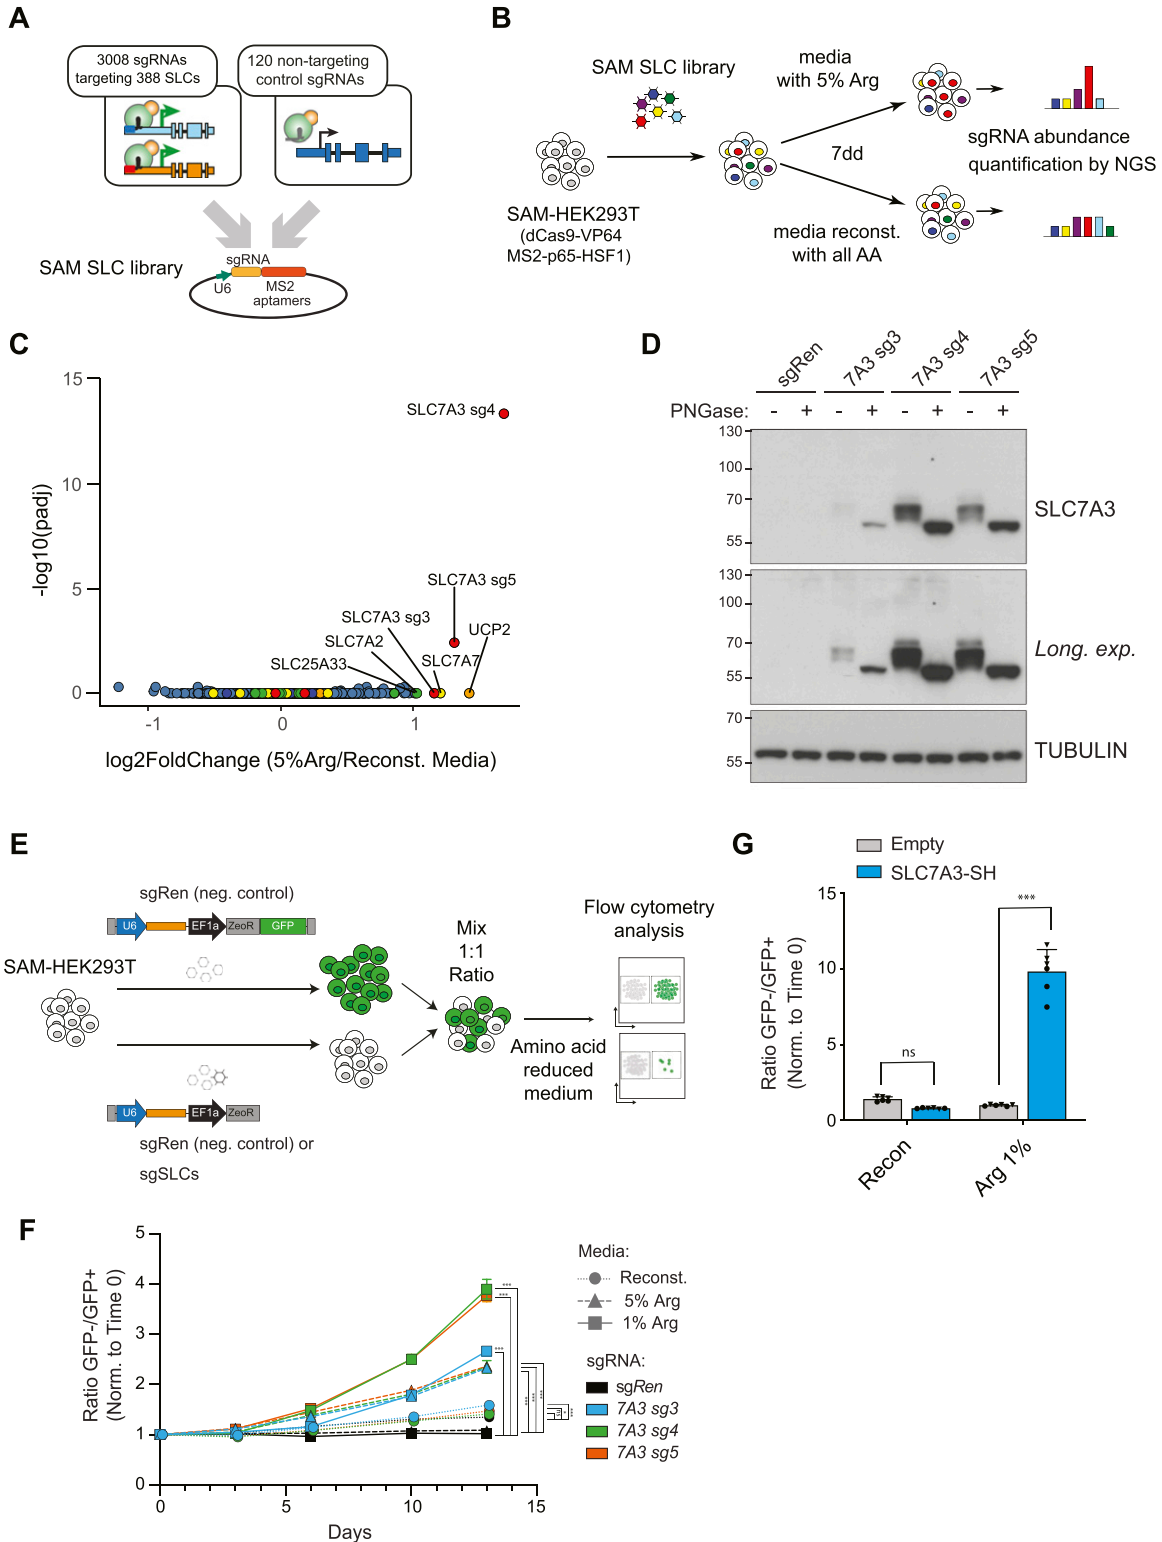 A
3008 sgRNAs
targeting 388 SLCs
120 non-targeting
control sgRNAs
SAM SLC library
sgRNA
U6
MS2
aptamers
B
SAM SLC library
media
with 5% Arg
7dd
sgRNA abundance
quantification by NGS
SAM-HEK293T
(dCas9-VP64
MS2-p65-HSF1)
media reconst.
with all AA
C
15
10
5
0
-log10(padj)
SLC7A3 sg4
SLC7A3 sg5
SLC7A3 sg3
UCP2
SLC7A2
SLC7A7
SLC25A33
-1
0
1
log2FoldChange (5%Arg/Reconst. Media)
D
sgRen
7A3 sg3
7A3 sg4
7A3 sg5
PNGase:
- + - + - + - +
130
100
70
55
SLC7A3
130
100
70
55
Long. exp.
70
55
TUBULIN
E
sgRen (neg. control)
U6
EF1a
ZeoR
GFP
SAM-HEK293T
Mix
1:1
Ratio
Flow cytometry
analysis
Amino acid
reduced
medium
U6
EF1a
ZeoR
sgRen (neg. control) or
sgSLCs
G
Empty
SLC7A3-SH
15
10
5
0
Ratio GFP-/GFP+
(Norm. to Time 0)
ns
***
Recon
Arg 1%
F
5
4
3
2
1
0
Ratio GFP-/GFP+
(Norm. to Time 0)
0
5
10
15
Days
***
***
***
***
***
***
Media:
Reconst.
5% Arg
1% Arg
sgRNA:
sgRen
7A3 sg3
7A3 sg4
7A3 sg5